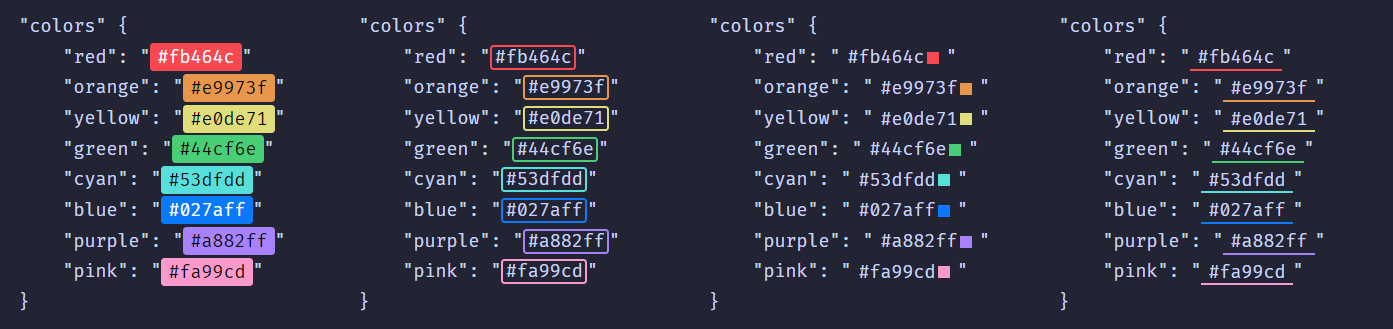 "colors" {
"red": "#fb464c"
"orange": "#e9973f"
"yellow": "#e0de71"
"green": "#44cf6e"
"cyan": "#53dfdd"
"blue": "#027aff"
"purple": "#a882ff"
"pink": "#fa99cd"
}
"colors" {
"red": "#fb464c"
"orange": "#e9973f"
"yellow": "#e0de71"
"green": "#44cf6e"
"cyan": "#53dfdd"
"blue": "#027aff"
"purple": "#a882ff"
"pink": "#fa99cd"
}
"colors" {
"red": " #fb464c "
"orange": " #e9973f "
"yellow": " #e0de71 "
"green": " #44cf6e "
"cyan": " #53dfdd "
"blue": " #027aff "
"purple": " #a882ff "
"pink": " #fa99cd "
}
"colors" {
"red": " #fb464c "
"orange": " #e9973f "
"yellow": " #e0de71 "
"green": " #44cf6e "
"cyan": " #53dfdd "
"blue": " #027aff "
"purple": " #a882ff "
"pink": " #fa99cd "
}